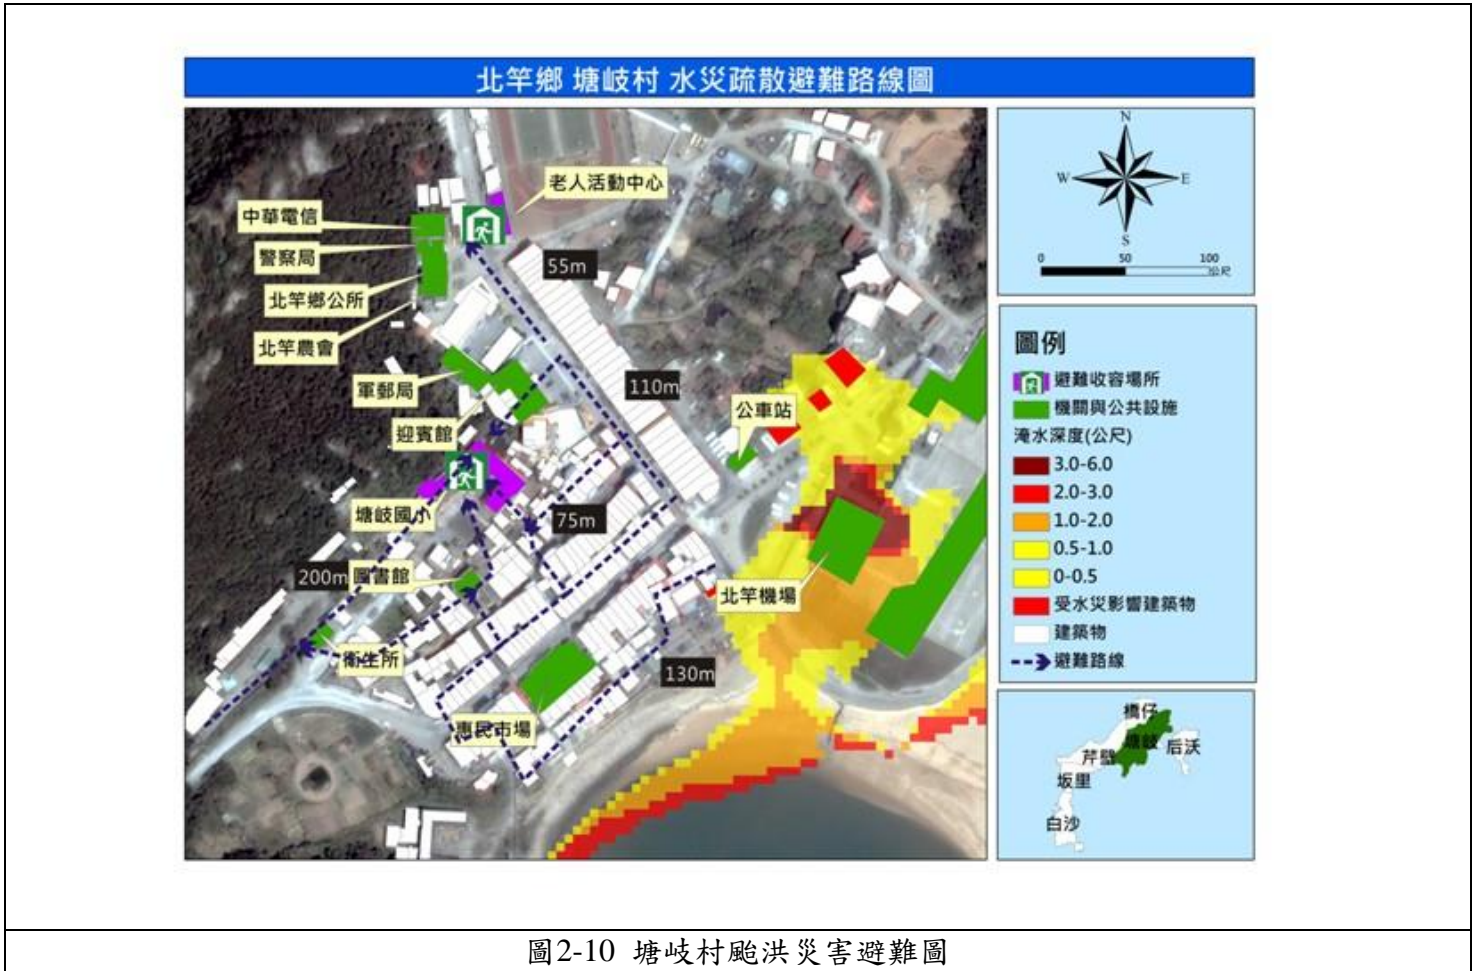 北竿鄉 塘岐村 水災疏散避難路線圖
老人活動中心
中華電信
警察局
北竿鄉公所
北竿農會
軍郵局
迎賓館
塘岐國小
圖書館
衛生所
惠民市場
公車站
北竿機場
55m
110m
75m
200m
130m
N
W
E
S
0
50
100
公尺
圖例
避難收容場所
機關與公共設施
淹水深度(公尺)
3.0-6.0
2.0-3.0
1.0-2.0
0.5-1.0
0-0.5
受水災影響建築物
建築物
避難路線
橋仔
塘岐
后沃
芹壁
坂里
白沙
圖2-10 塘岐村颱洪災害避難圖